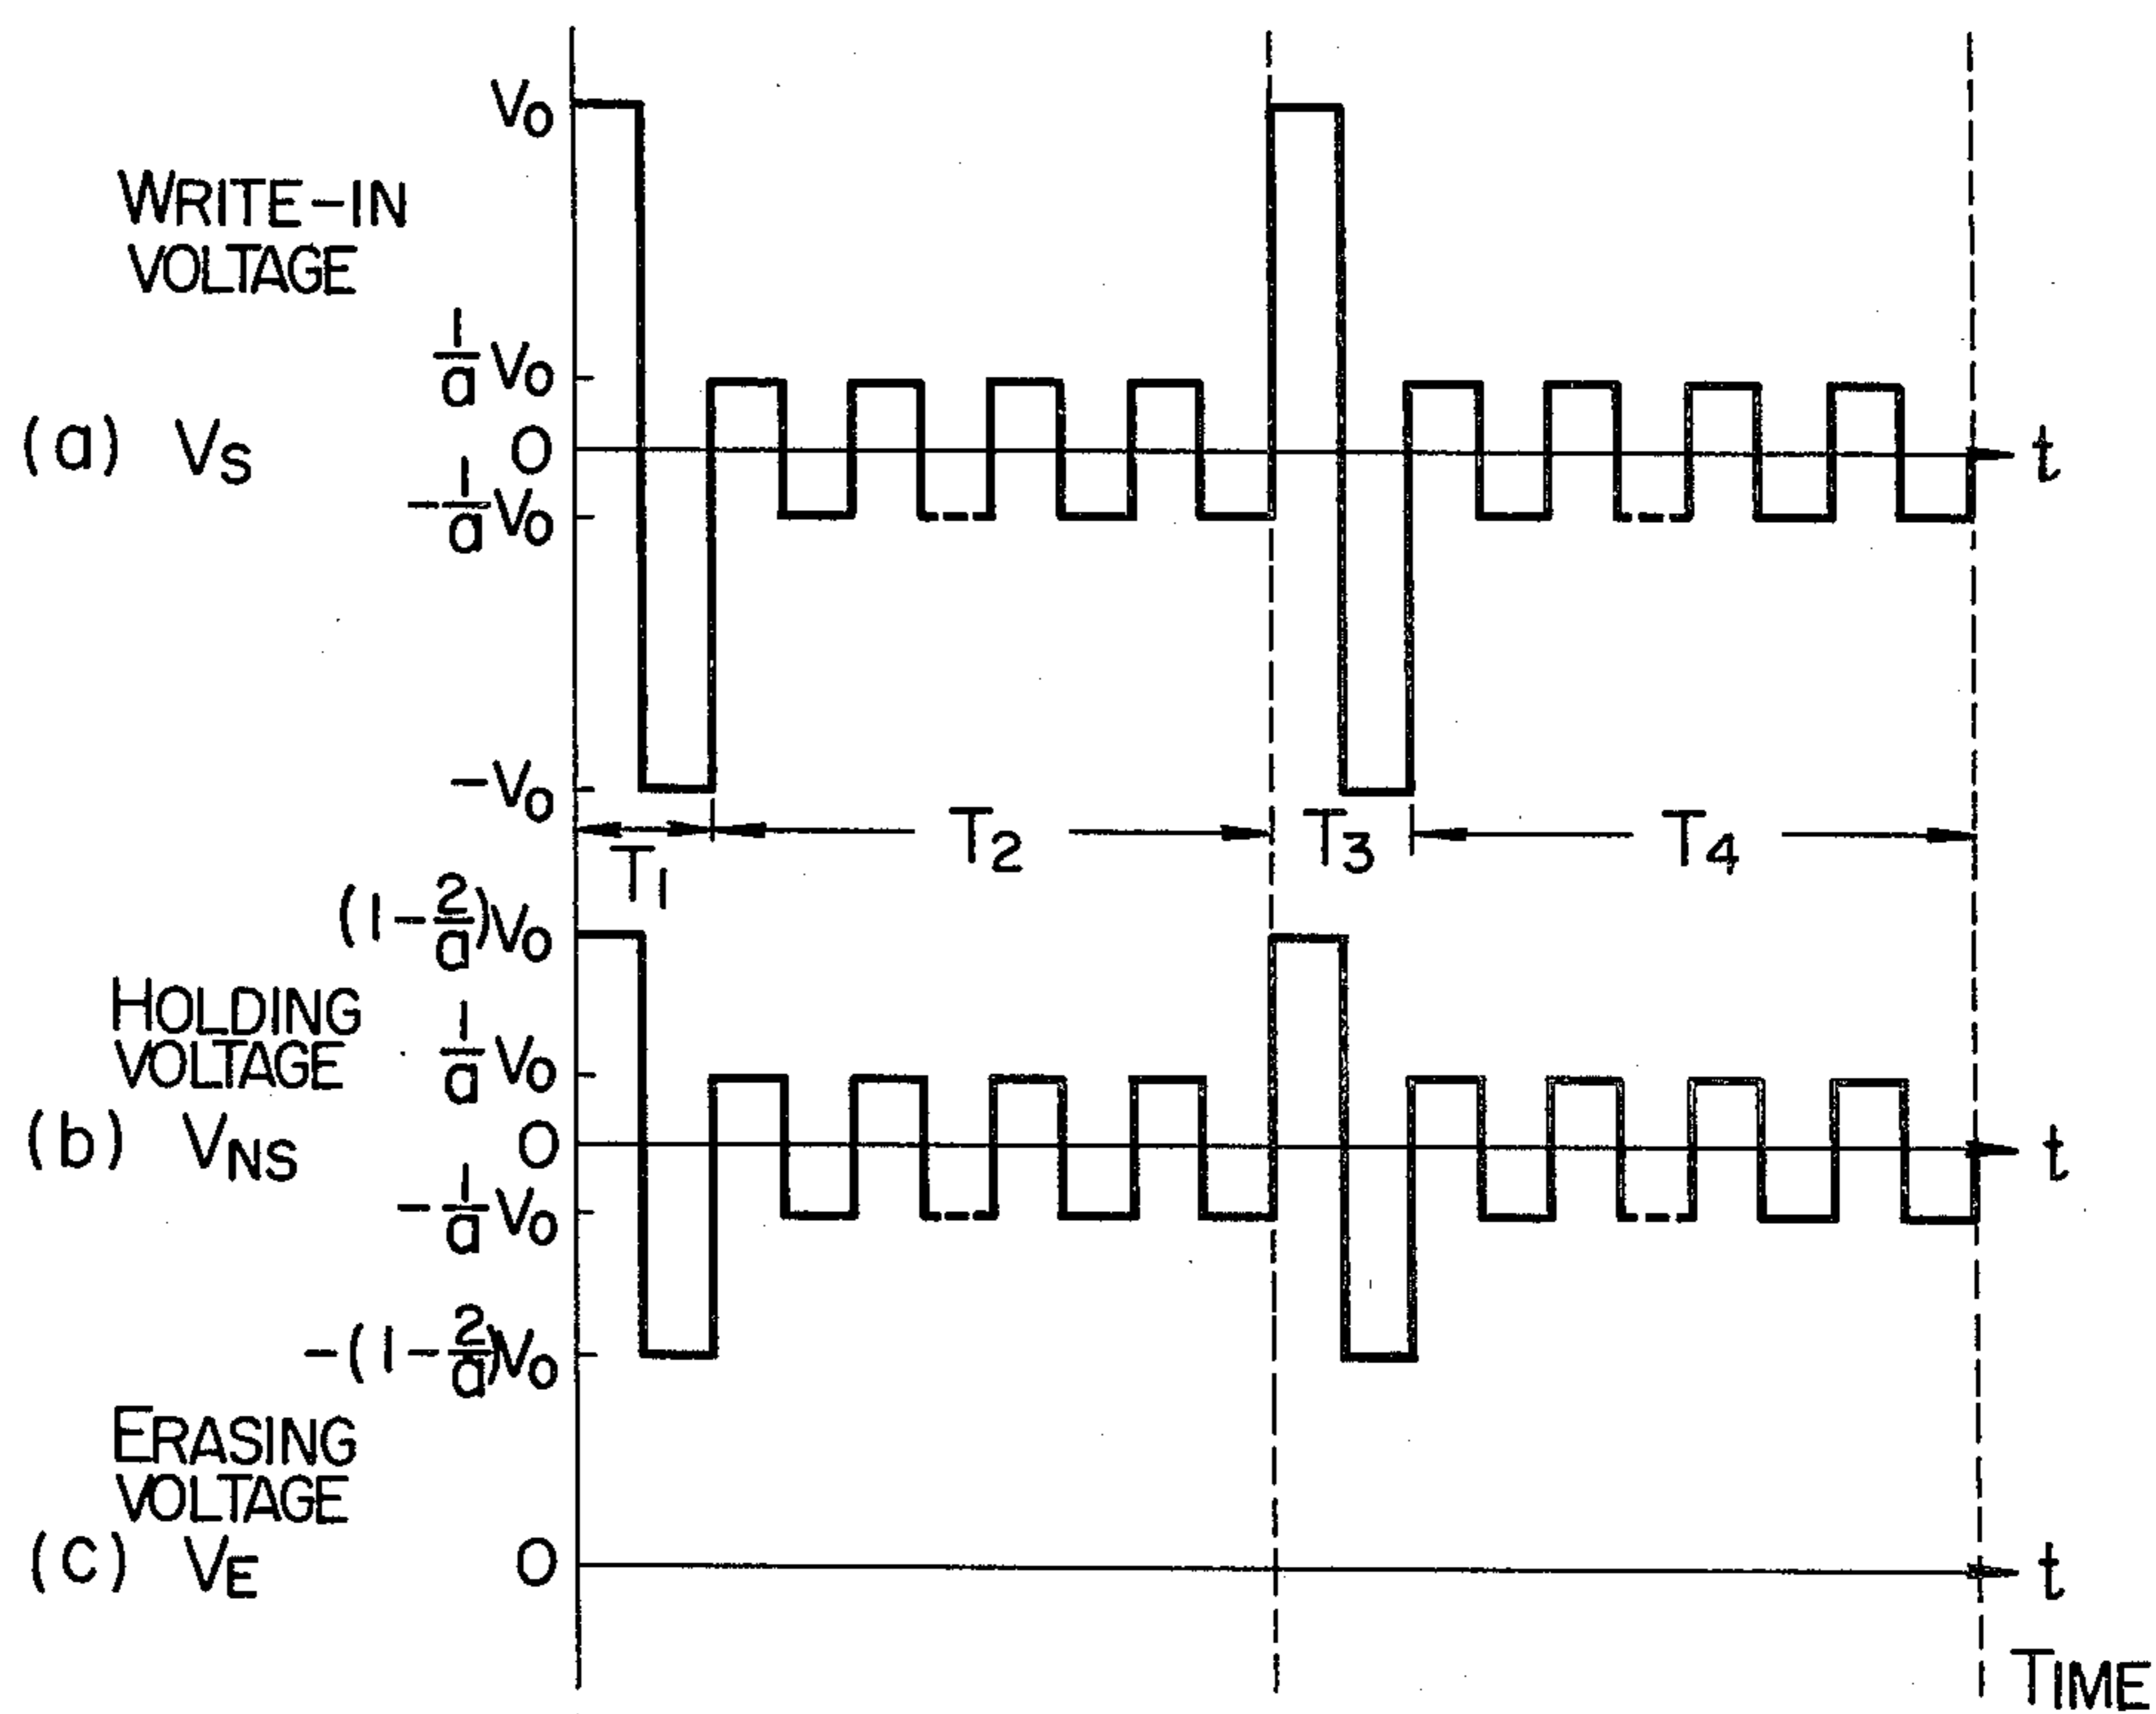 V0
WRITE-IN
VOLTAGE
1/a V0
(a) VS
0
t
-1/a V0
-V0
T1
T2
T3
T4
(1-2/a)V0
HOLDING
VOLTAGE
1/a V0
(b) VNS
0
t
-1/a V0
-(1-2/a)V0
ERASING
VOLTAGE
(c) VE
0
t
TIME